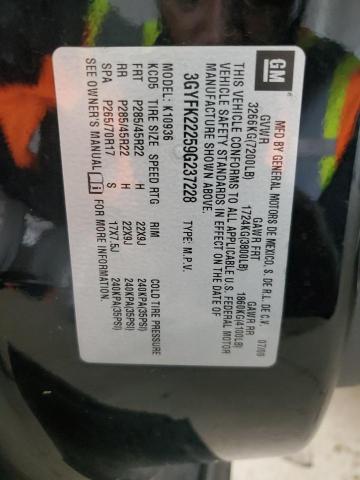 GM
MFD BY GENERAL MOTORS DE MEXICO, S. DE R.L. DE C.V.
07/09
GVWR GAWR FRT GAWR RR
3266KG(7200LB) 1724KG(3800LB) 1860KG(4100LB)
THIS VEHICLE CONFORMS TO ALL APPLICABLE U.S. FEDERAL MOTOR
VEHICLE SAFETY STANDARDS IN EFFECT ON THE DATE OF
MANUFACTURE SHOWN ABOVE.
3GYFK22259G237228 TYPE: M.P.V.
MODEL: K10936
KCD5 TIRE SIZE SPEED RTG RIM COLD TIRE PRESSURE
FRT P285/45R22 H 22X9J 240KPA(35PSI)
RR P285/45R22 H 22X9J 240KPA(35PSI)
SPA P265/70R17 S 17X7.5J 240KPA(35PSI)
SEE OWNER'S MANUAL FOR MORE INFORMATION.